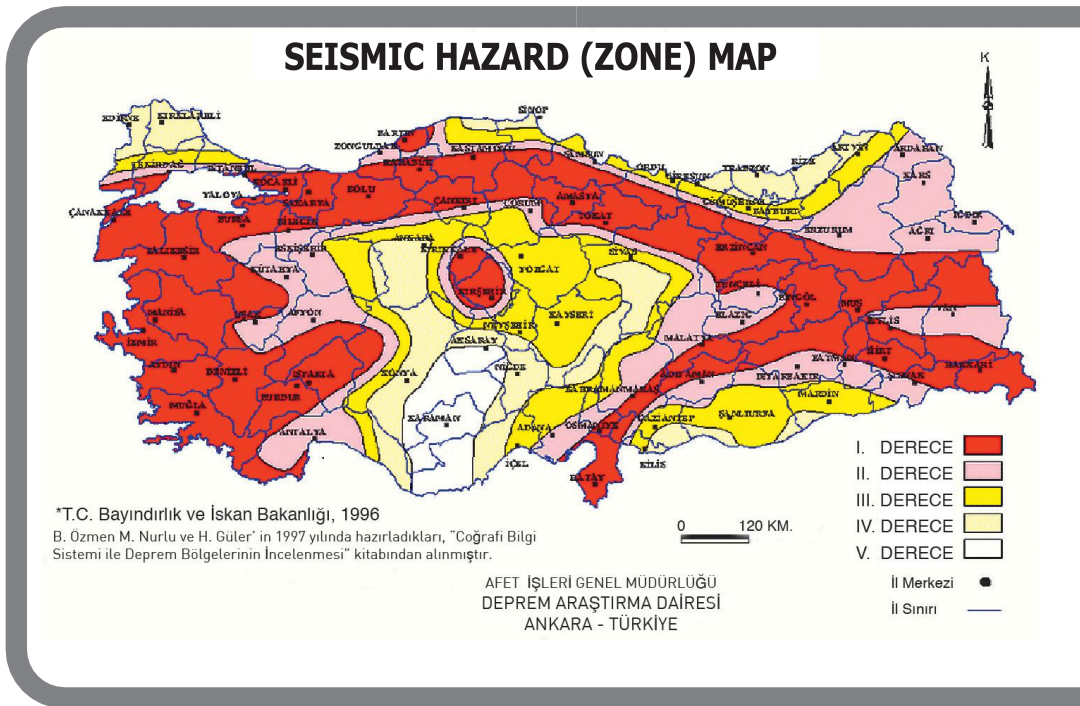 SEISMIC HAZARD (ZONE) MAP
K
SİNOP
EDİRNE
KIRKLARELİ
BARTIN
ZONGULDAK
KASTAMONU
KARABÜK
SAMSUN
ARTVİN
ARDAHAN
TEKİRDAĞ
İSTANBUL
ORDU
GİRESUN
TRABZON
RİZE
KARS
KOCAELİ
YALOVA
SAKARYA
BOLU
ÇANKIRI
ÇORUM
AMASYA
TOKAT
GÜMÜŞHANE
BAYBURT
IĞDIR
ÇANAKKALE
BURSA
BİLECİK
ERZURUM
AĞRI
BALIKESİR
ESKİŞEHİR
ANKARA
KIRIKKALE
SİVAS
ERZİNCAN
KÜTAHYA
YOZGAT
TUNCELİ
KIRŞEHİR
BİNGÖL
MUŞ
MANİSA
UŞAK
AFYON
NEVŞEHİR
KAYSERİ
ELAZIĞ
BİTLİS
VAN
İZMİR
AKSARAY
MALATYA
AYDIN
DENİZLİ
ISPARTA
KONYA
NİĞDE
ADIYAMAN
DİYARBAKIR
BATMAN
SİİRT
ŞIRNAK
HAKKARİ
BURDUR
KAHRAMANMARAŞ
MARDİN
MUĞLA
KARAMAN
GAZİANTEP
ŞANLIURFA
ANTALYA
ADANA
OSMANİYE
İÇEL
KİLİS
HATAY
I. DERECE
II. DERECE
III. DERECE
IV. DERECE
V. DERECE
İl Merkezi
İl Sınırı
0 120 KM.
*T.C. Bayındırlık ve İskan Bakanlığı, 1996
B. Özmen M. Nurlu ve H. Güler’ in 1997 yılında hazırladıkları, “Coğrafi Bilgi
Sistemi ile Deprem Bölgelerinin İncelenmesi” kitabından alınmıştır.
AFET İŞLERİ GENEL MÜDÜRLÜĞÜ
DEPREM ARAŞTIRMA DAİRESİ
ANKARA - TÜRKİYE